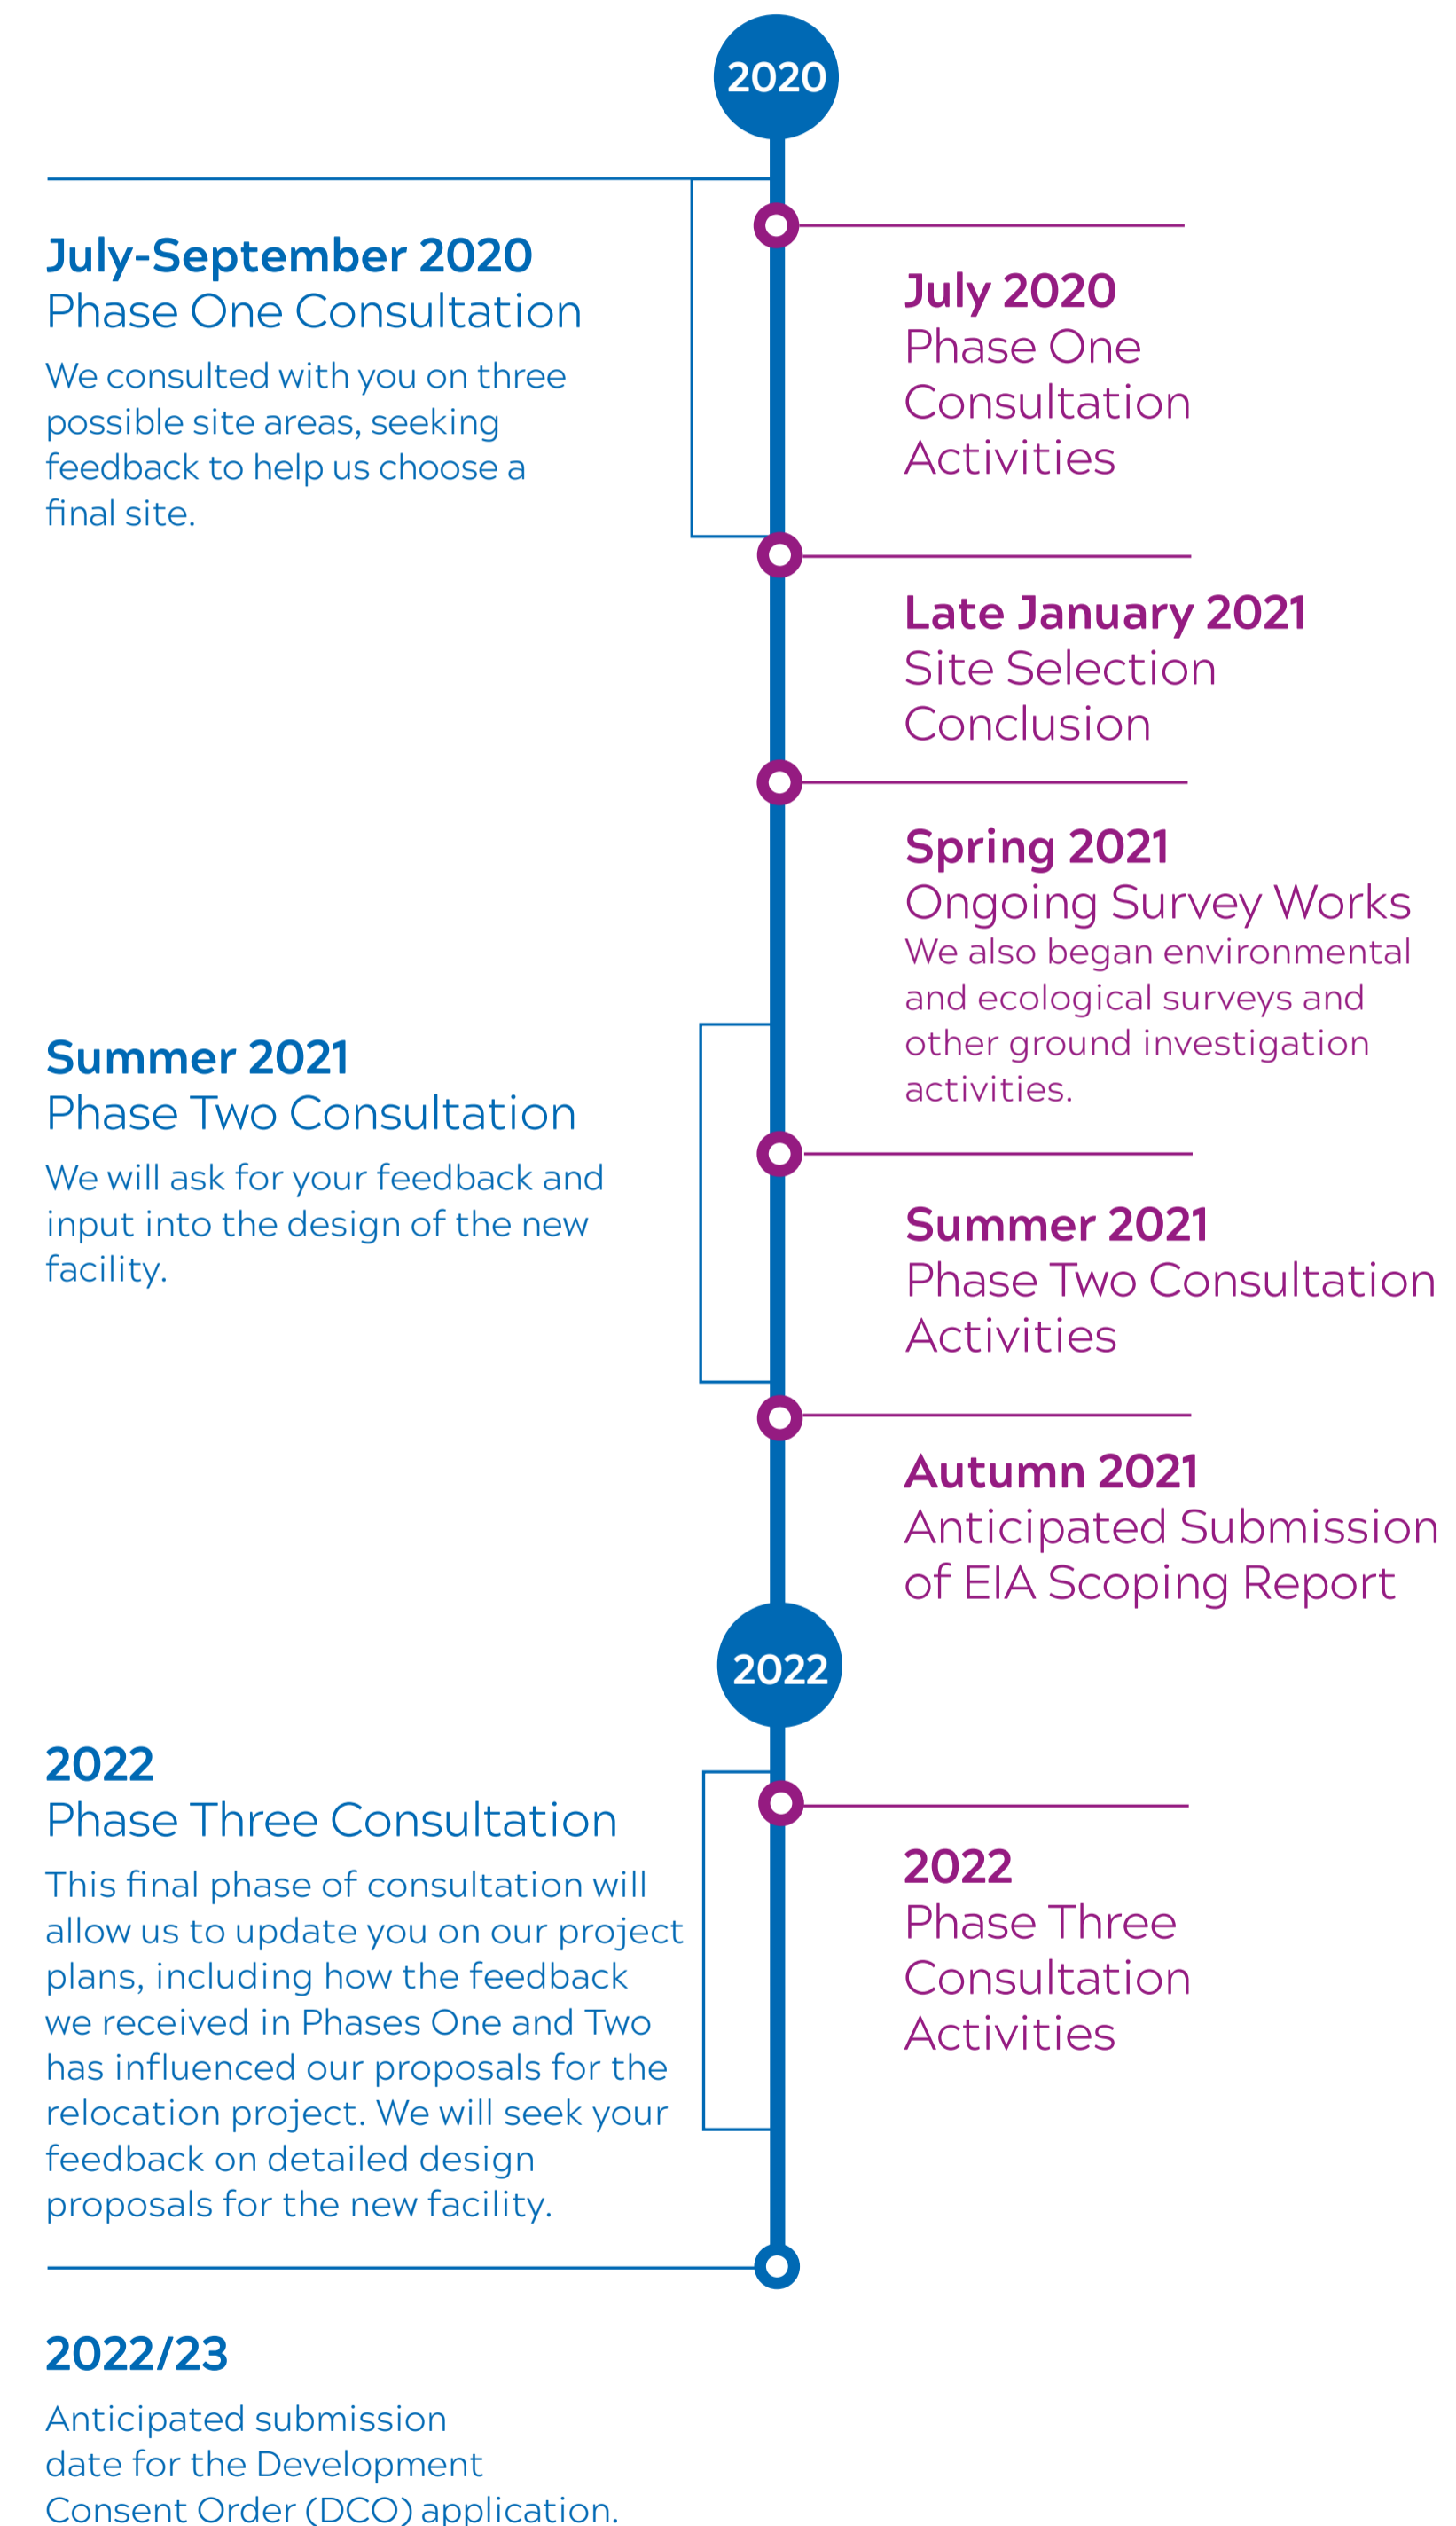 2020
July-September 2020
Phase One Consultation
We consulted with you on three
possible site areas, seeking
feedback to help us choose a
final site.
July 2020
Phase One
Consultation
Activities
Late January 2021
Site Selection
Conclusion
Spring 2021
Ongoing Survey Works
We also began environmental
and ecological surveys and
other ground investigation
activities.
Summer 2021
Phase Two Consultation
We will ask for your feedback and
input into the design of the new
facility.
Summer 2021
Phase Two Consultation
Activities
Autumn 2021
Anticipated Submission
of EIA Scoping Report
2022
2022
Phase Three Consultation
This final phase of consultation will
allow us to update you on our project
plans, including how the feedback
we received in Phases One and Two
has influenced our proposals for the
relocation project. We will seek your
feedback on detailed design
proposals for the new facility.
2022
Phase Three
Consultation
Activities
2022/23
Anticipated submission
date for the Development
Consent Order (DCO) application.